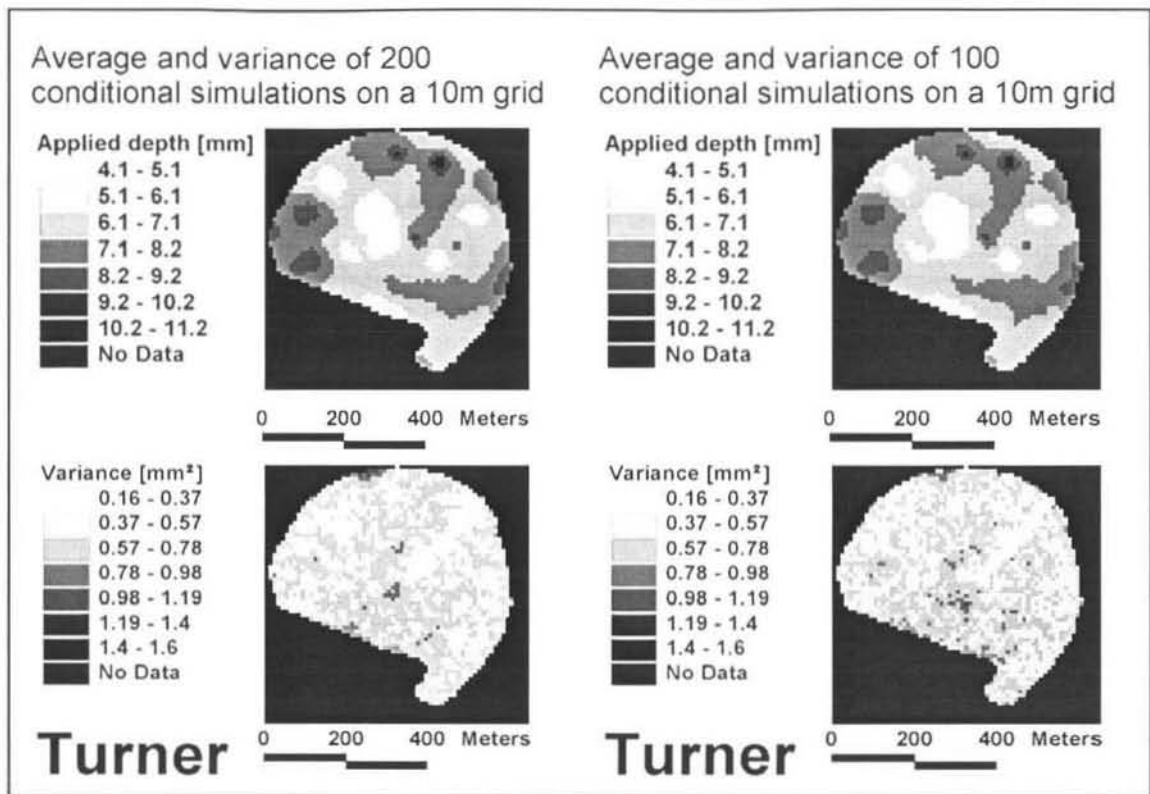 Average and variance of 200
conditional simulations on a 10m grid
Applied depth [mm]
4.1 - 5.1
5.1 - 6.1
6.1 - 7.1
7.1 - 8.2
8.2 - 9.2
9.2 - 10.2
10.2 - 11.2
No Data
0 200 400 Meters
Variance [mm²]
0.16 - 0.37
0.37 - 0.57
0.57 - 0.78
0.78 - 0.98
0.98 - 1.19
1.19 - 1.4
1.4 - 1.6
No Data
0 200 400 Meters
Turner
Average and variance of 100
conditional simulations on a 10m grid
Applied depth [mm]
4.1 - 5.1
5.1 - 6.1
6.1 - 7.1
7.1 - 8.2
8.2 - 9.2
9.2 - 10.2
10.2 - 11.2
No Data
0 200 400 Meters
Variance [mm²]
0.16 - 0.37
0.37 - 0.57
0.57 - 0.78
0.78 - 0.98
0.98 - 1.19
1.19 - 1.4
1.4 - 1.6
No Data
0 200 400 Meters
Turner